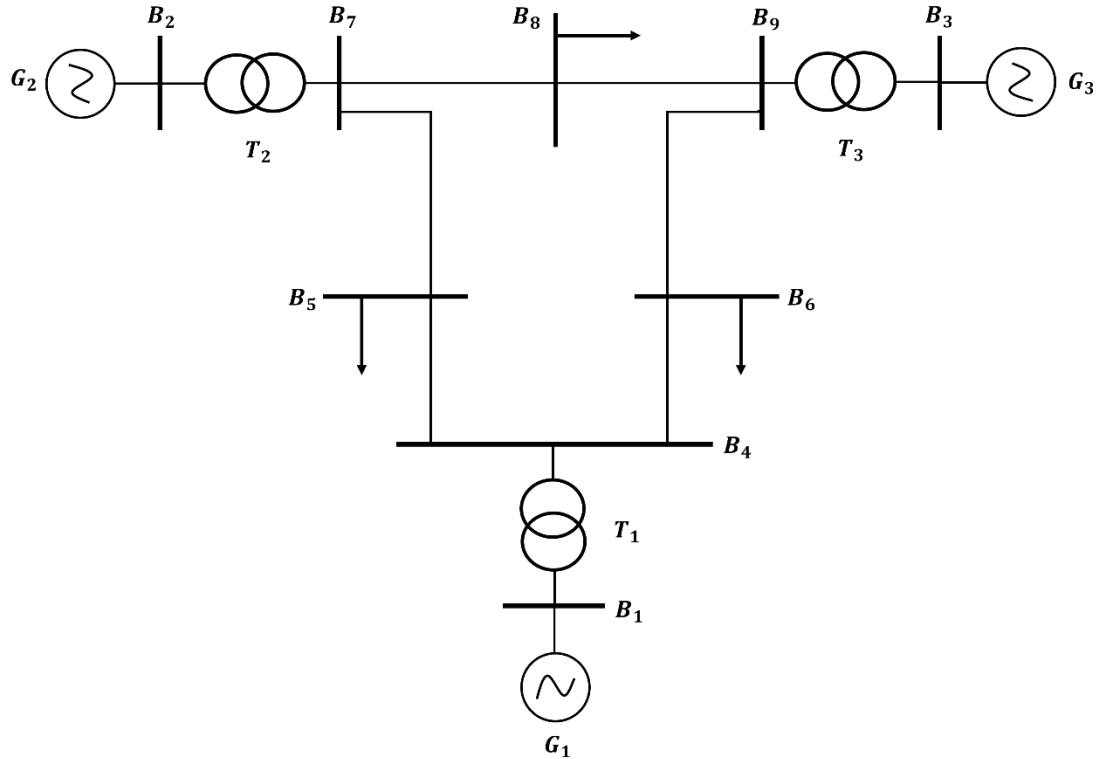 B₂ B₇ B₈ B₉ B₃
G₂ G₃
T₂ T₃
B₅ B₆
B₄
T₁
B₁
G₁